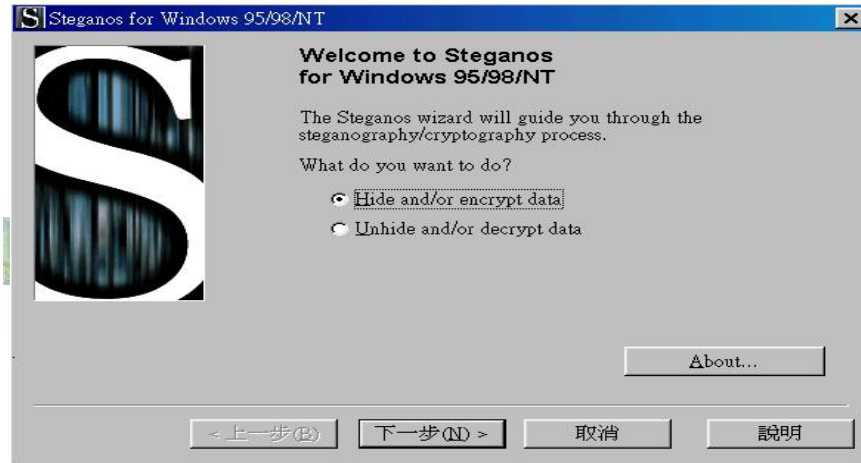 S Steganos for Windows 95/98/NT
S
Welcome to Steganos
for Windows 95/98/NT
The Steganos wizard will guide you through the
steganography/cryptography process.
What do you want to do?
Hide and/or encrypt data
Unhide and/or decrypt data
About...
<上一步(B) 下一步(N) > 取消 說明